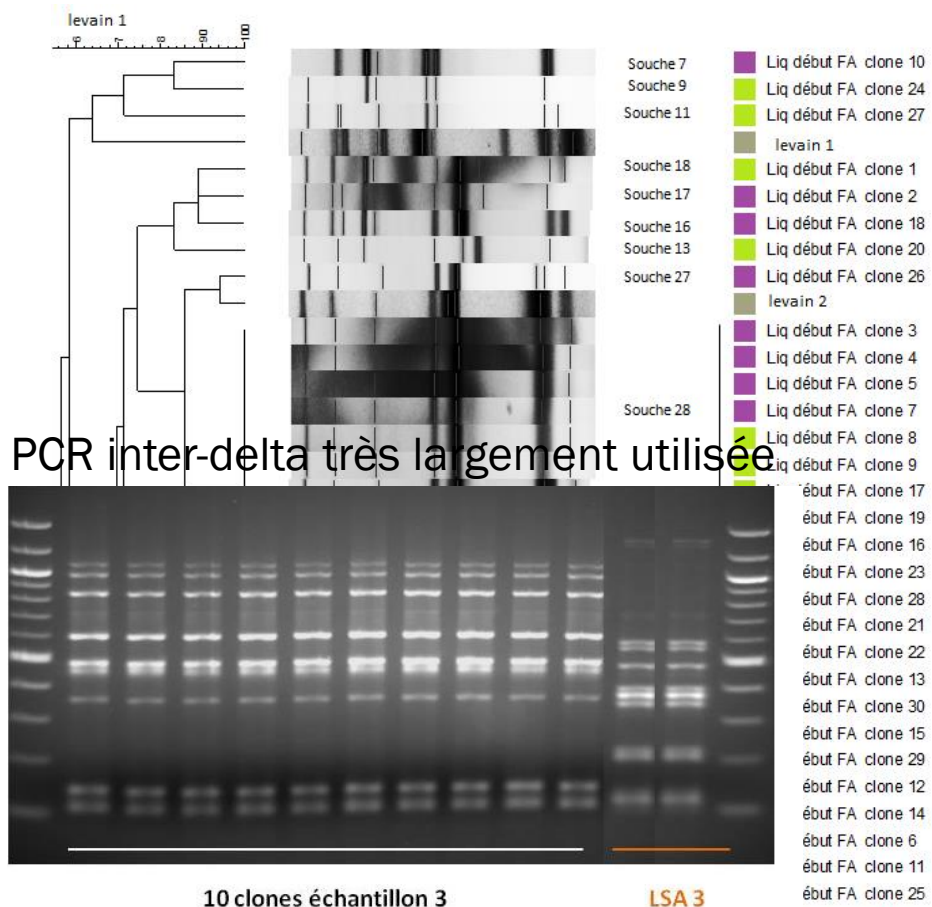 levain 1
6 7 8 90 100
Souche 7 Liq début FA clone 10
Souche 9 Liq début FA clone 24
Souche 11 Liq début FA clone 27
levain 1
Souche 18 Liq début FA clone 1
Souche 17 Liq début FA clone 2
Souche 16 Liq début FA clone 18
Souche 13 Liq début FA clone 20
Souche 27 Liq début FA clone 26
levain 2
Liq début FA clone 3
Liq début FA clone 4
Liq début FA clone 5
Souche 28 Liq début FA clone 7
Liq début FA clone 8
PCR inter-delta très largement utilisée
Liq début FA clone 9
ébut FA clone 17
ébut FA clone 19
ébut FA clone 16
ébut FA clone 23
ébut FA clone 28
ébut FA clone 21
ébut FA clone 22
ébut FA clone 13
ébut FA clone 30
ébut FA clone 15
ébut FA clone 29
ébut FA clone 12
ébut FA clone 14
ébut FA clone 6
ébut FA clone 11
ébut FA clone 25
10 clones échantillon 3 LSA 3